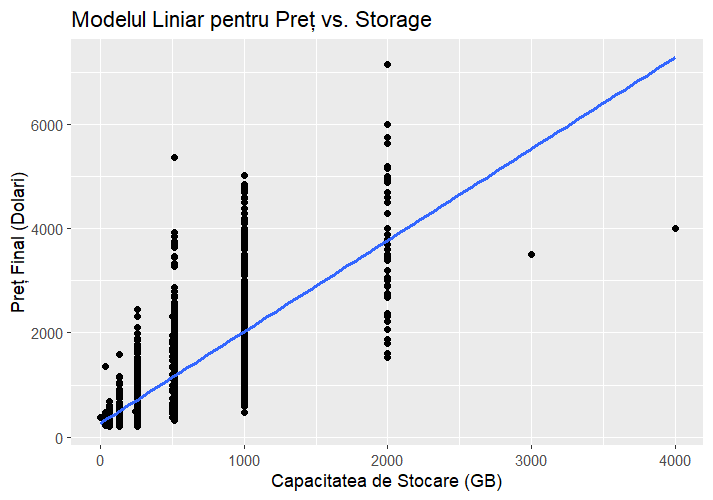 Modelul Liniar pentru Preț vs. Storage
Preț Final (Dolari)
6000
4000
2000
0
0 1000 2000 3000 4000
Capacitatea de Stocare (GB)